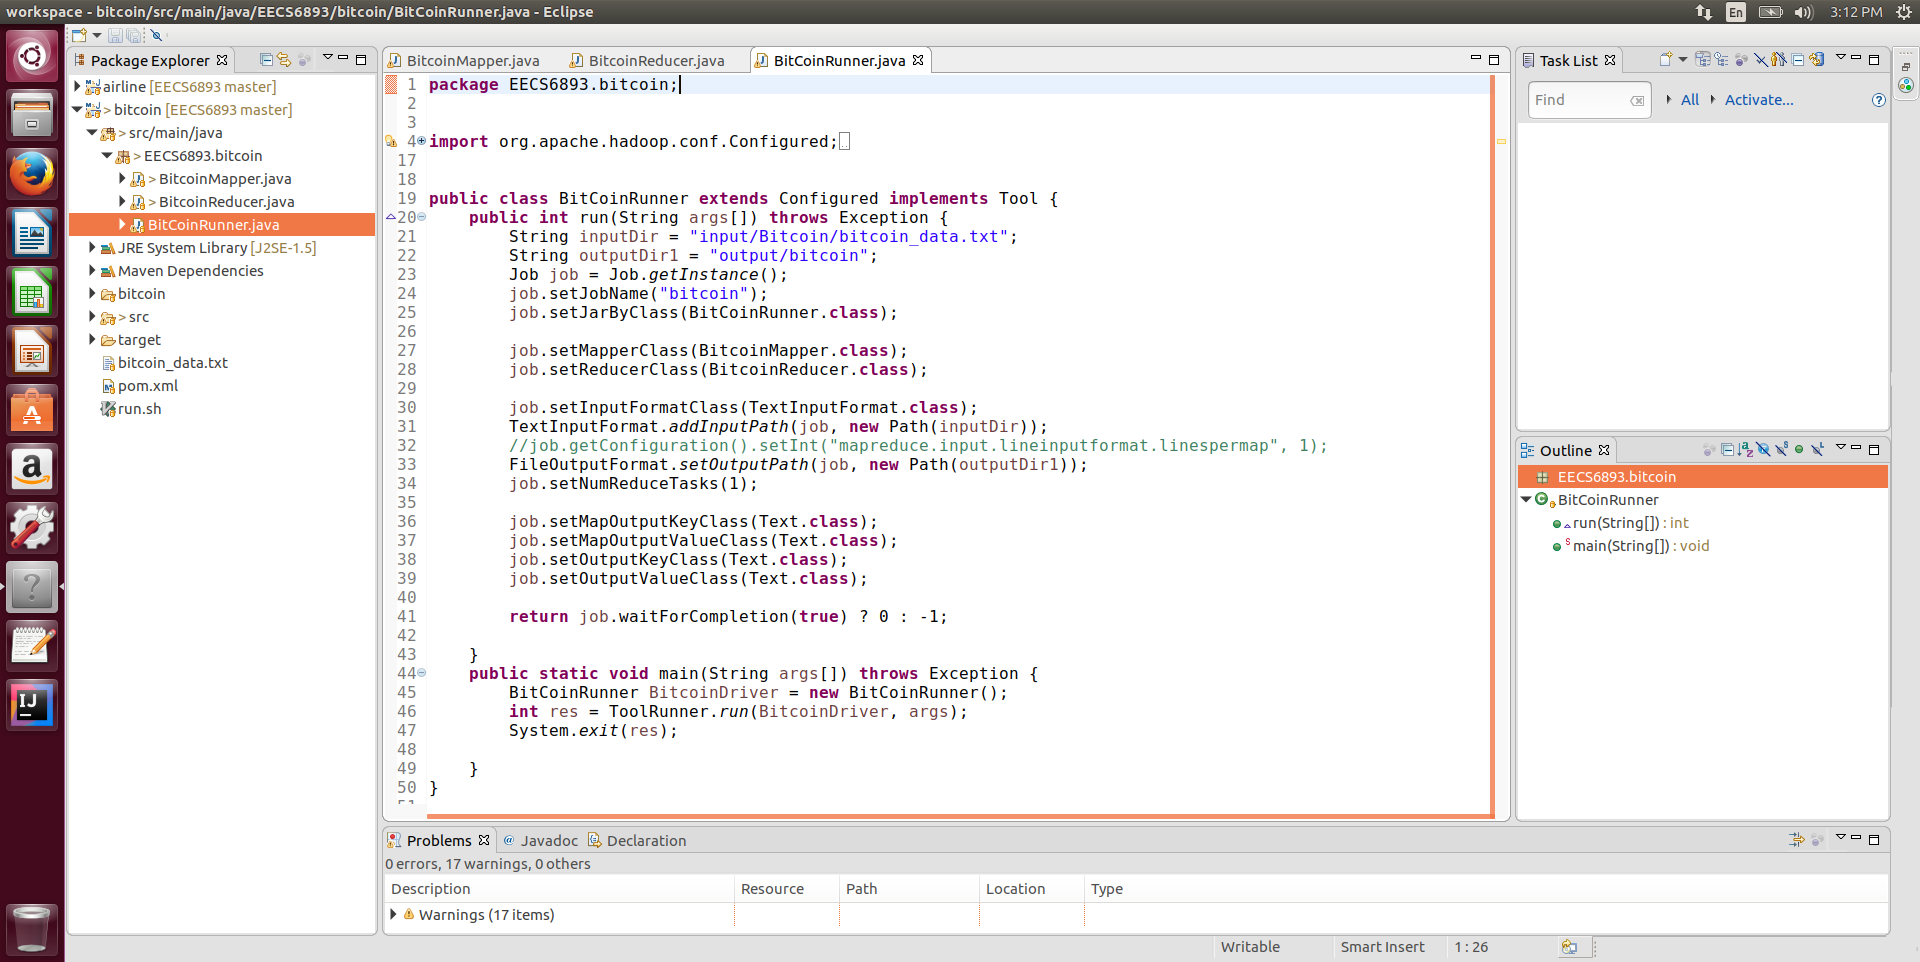 workspace - bitcoin/src/main/java/EECS6893/bitcoin/BitCoinRunner.java - Eclipse
En
3:12 PM
Package Explorer
airline [EECS6893 master]
> bitcoin [EECS6893 master]
> src/main/java
> EECS6893.bitcoin
> BitcoinMapper.java
> BitcoinReducer.java
BitCoinRunner.java
JRE System Library [J2SE-1.5]
Maven Dependencies
bitcoin
> src
target
bitcoin_data.txt
pom.xml
run.sh
BitcoinMapper.java
BitcoinReducer.java
BitCoinRunner.java
1 package EECS6893.bitcoin;
2
3
4 import org.apache.hadoop.conf.Configured;
17
18
19 public class BitCoinRunner extends Configured implements Tool {
20 public int run(String args[]) throws Exception {
21 String inputDir = "input/Bitcoin/bitcoin_data.txt";
22 String outputDir1 = "output/bitcoin";
23 Job job = Job.getInstance();
24 job.setJobName("bitcoin");
25 job.setJarByClass(BitCoinRunner.class);
26
27 job.setMapperClass(BitcoinMapper.class);
28 job.setReducerClass(BitcoinReducer.class);
29
30 job.setInputFormatClass(TextInputFormat.class);
31 TextInputFormat.addInputPath(job, new Path(inputDir));
32 //job.getConfiguration().setInt("mapreduce.input.lineinputformat.linespermap", 1);
33 FileOutputFormat.setOutputPath(job, new Path(outputDir1));
34 job.setNumReduceTasks(1);
35
36 job.setMapOutputKeyClass(Text.class);
37 job.setMapOutputValueClass(Text.class);
38 job.setOutputKeyClass(Text.class);
39 job.setOutputValueClass(Text.class);
40
41 return job.waitForCompletion(true) ? 0 : -1;
42
43 }
44 public static void main(String args[]) throws Exception {
45 BitCoinRunner BitcoinDriver = new BitCoinRunner();
46 int res = ToolRunner.run(BitcoinDriver, args);
47 System.exit(res);
48
49 }
50 }
Task List
Find
All
Activate...
Outline
EECS6893.bitcoin
BitCoinRunner
run(String[]) : int
main(String[]) : void
Problems
@ Javadoc
Declaration
0 errors, 17 warnings, 0 others
Description
Resource
Path
Location
Type
Warnings (17 items)
Writable
Smart Insert
1 : 26